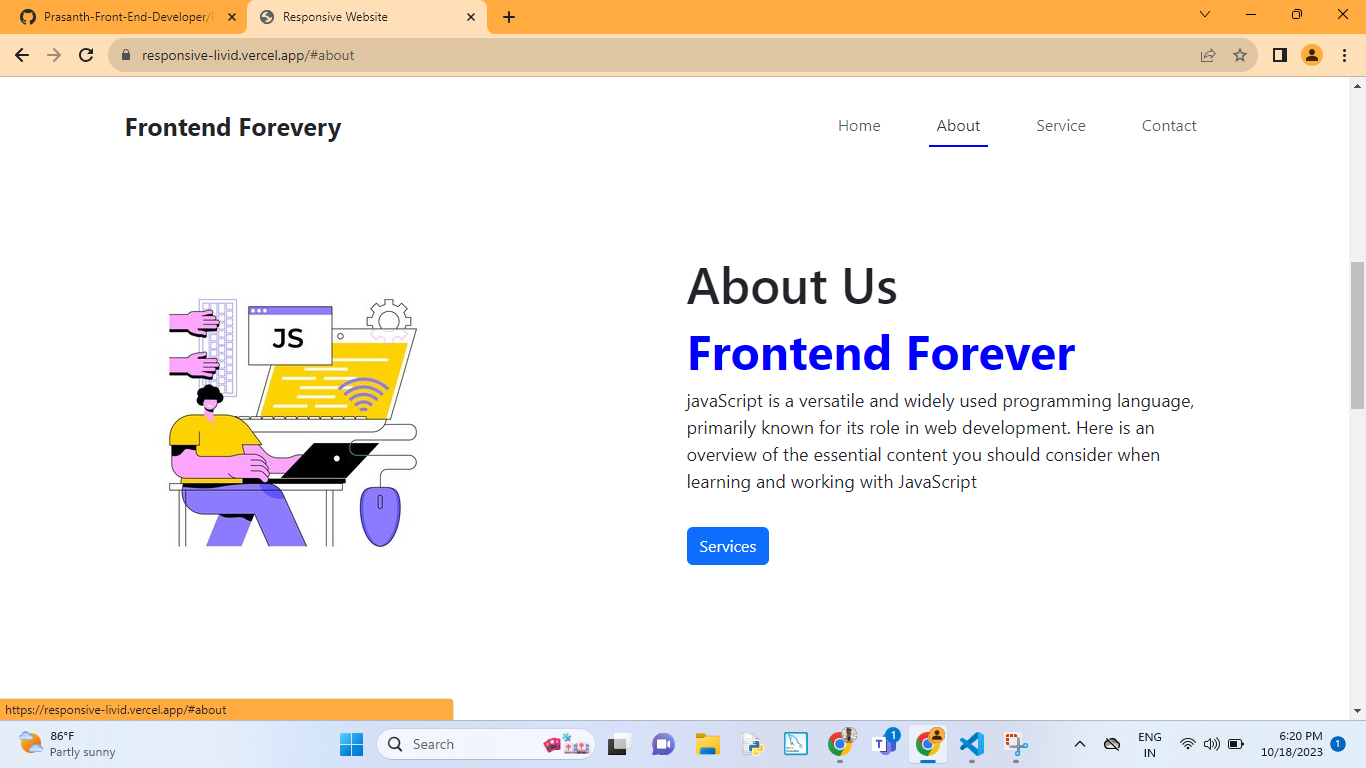 Prasanth-Front-End-Developer/
Responsive Website
responsive-livid.vercel.app/#about
Frontend Forevery
Home
About
Service
Contact
JS
About Us
Frontend Forever
javaScript is a versatile and widely used programming language,
primarily known for its role in web development. Here is an
overview of the essential content you should consider when
learning and working with JavaScript
Services
https://responsive-livid.vercel.app/#about
86°F
Partly sunny
Search
1
ENG
IN
6:20 PM
10/18/2023
1